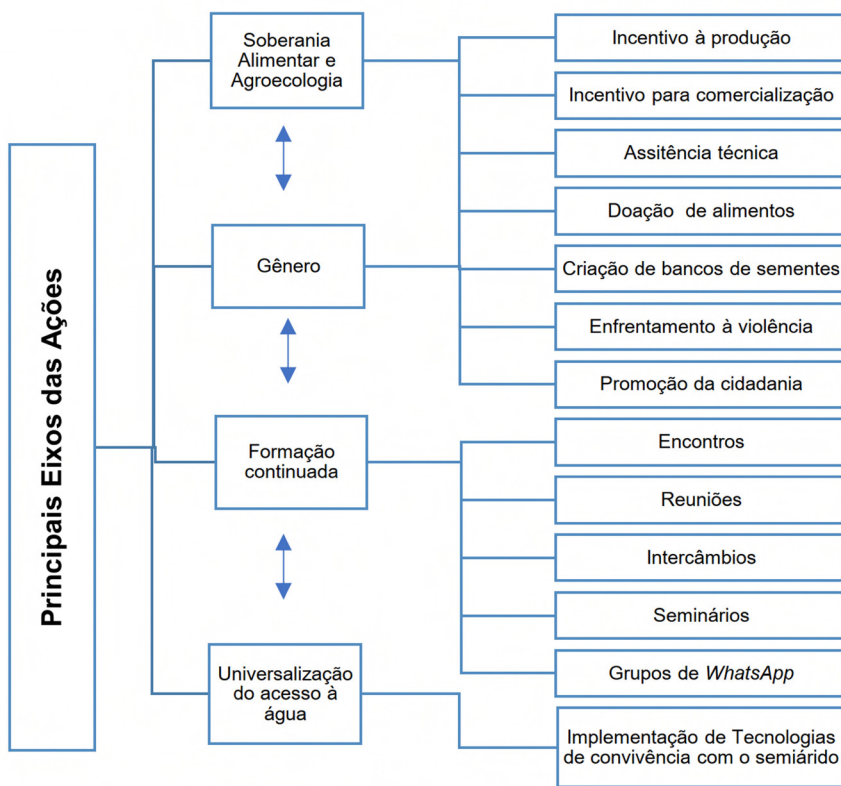 Principais Eixos das Ações
Soberania
Alimentar e
Agroecologia
Gênero
Formação
continuada
Universalização
do acesso à
água
Incentivo à produção
Incentivo para comercialização
Assitência técnica
Doação de alimentos
Criação de bancos de sementes
Enfrentamento à violência
Promoção da cidadania
Encontros
Reuniões
Intercâmbios
Seminários
Grupos de WhatsApp
Implementação de Tecnologias
de convivência com o semiárido